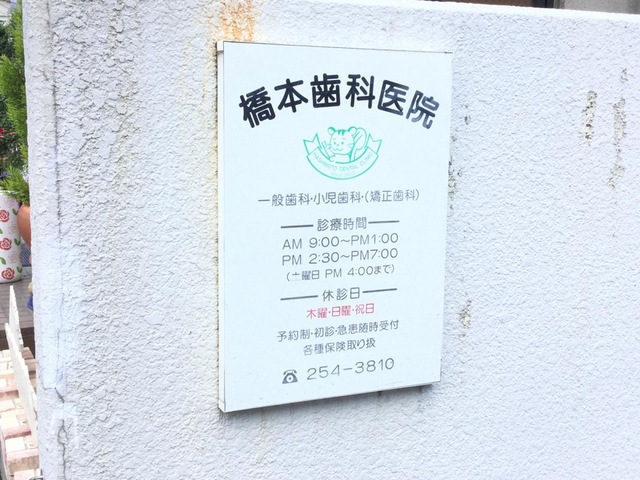 橋本歯科医院
HASHIMOTO DENTAL CLINIC
一般歯科・小児歯科・(矯正歯科)
診療時間
AM 9:00〜PM1:00
PM 2:30〜PM7:00
(土曜日 PM 4:00まで)
休診日
木曜・日曜・祝日
予約制・初診・急患随時受付
各種保険取り扱
☎ 254-3810